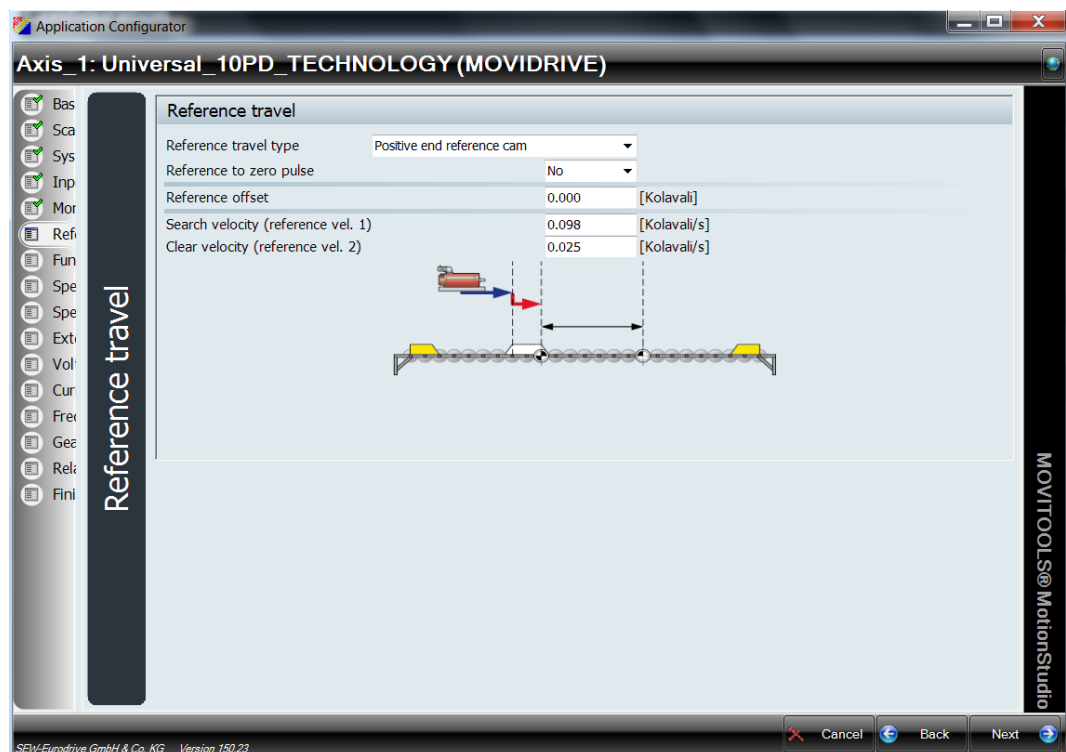 Application Configurator
Axis_1: Universal_10PD_TECHNOLOGY (MOVIDRIVE)
Bas
Sca
Sys
Inp
Mor
Ref
Fun
Spe
Spe
Ext
Vol
Cur
Fre
Gea
Rela
Fini
Reference travel
Reference travel
Reference travel type Positive end reference cam
Reference to zero pulse No
Reference offset 0.000 [Kolavali]
Search velocity (reference vel. 1) 0.098 [Kolavali/s]
Clear velocity (reference vel. 2) 0.025 [Kolavali/s]
MOVITOOLS® MotionStudio
Cancel Back Next
SEW-Eurodrive GmbH & Co. KG Version 150.23